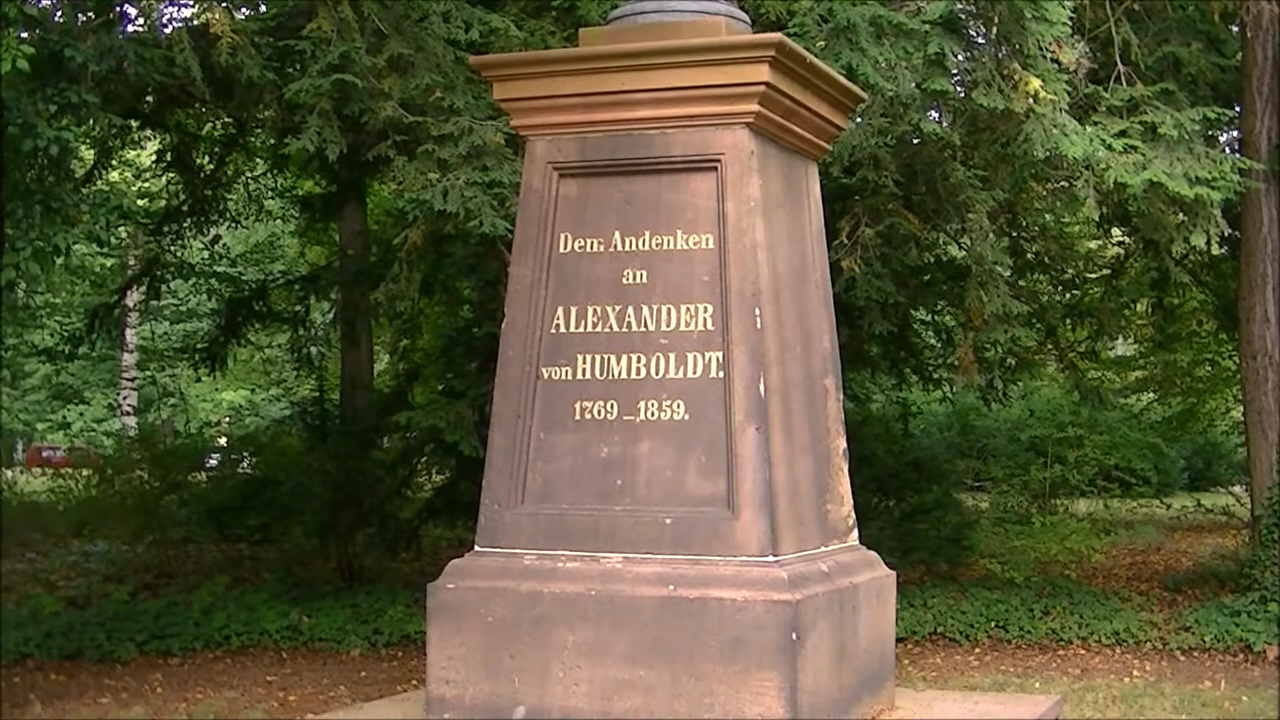 Dem Andenken
an
ALEXANDER
von HUMBOLDT.
1769_1859.